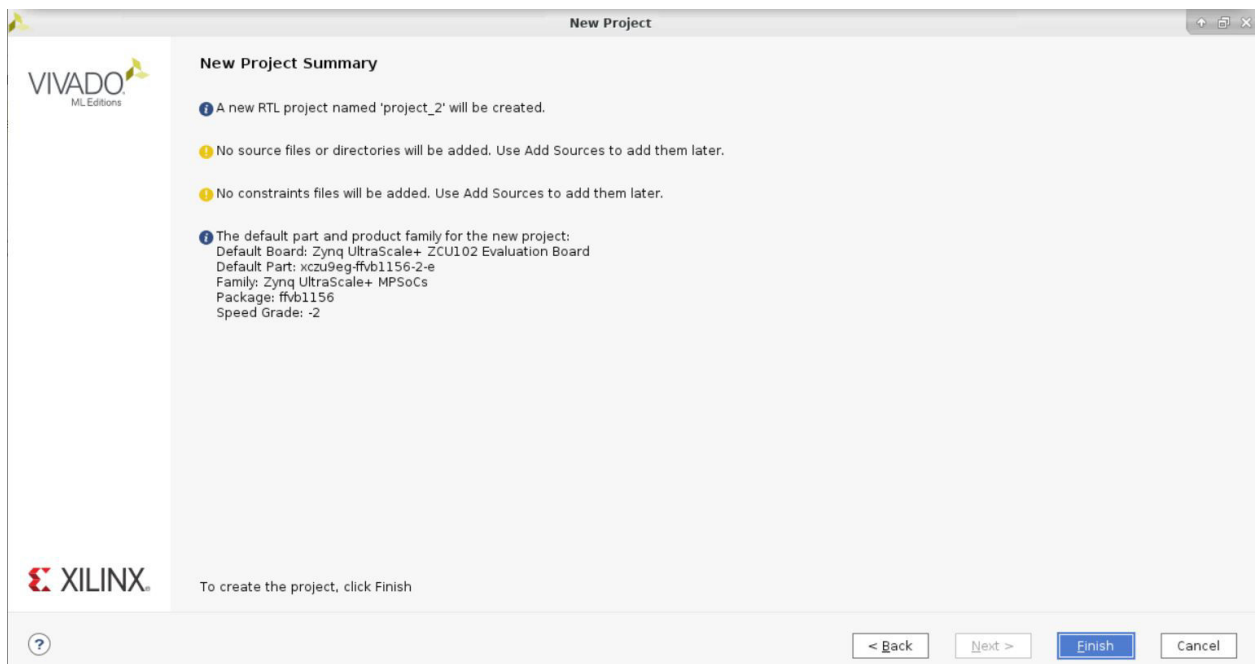 New Project
VIVADO
ML Editions
New Project Summary
A new RTL project named 'project_2' will be created.
No source files or directories will be added. Use Add Sources to add them later.
No constraints files will be added. Use Add Sources to add them later.
The default part and product family for the new project:
Default Board: Zynq UltraScale+ ZCU102 Evaluation Board
Default Part: xczu9eg-ffvb1156-2-e
Family: Zynq UltraScale+ MPSoCs
Package: ffvb1156
Speed Grade: -2
XILINX
To create the project, click Finish
? < Back Next > Finish Cancel